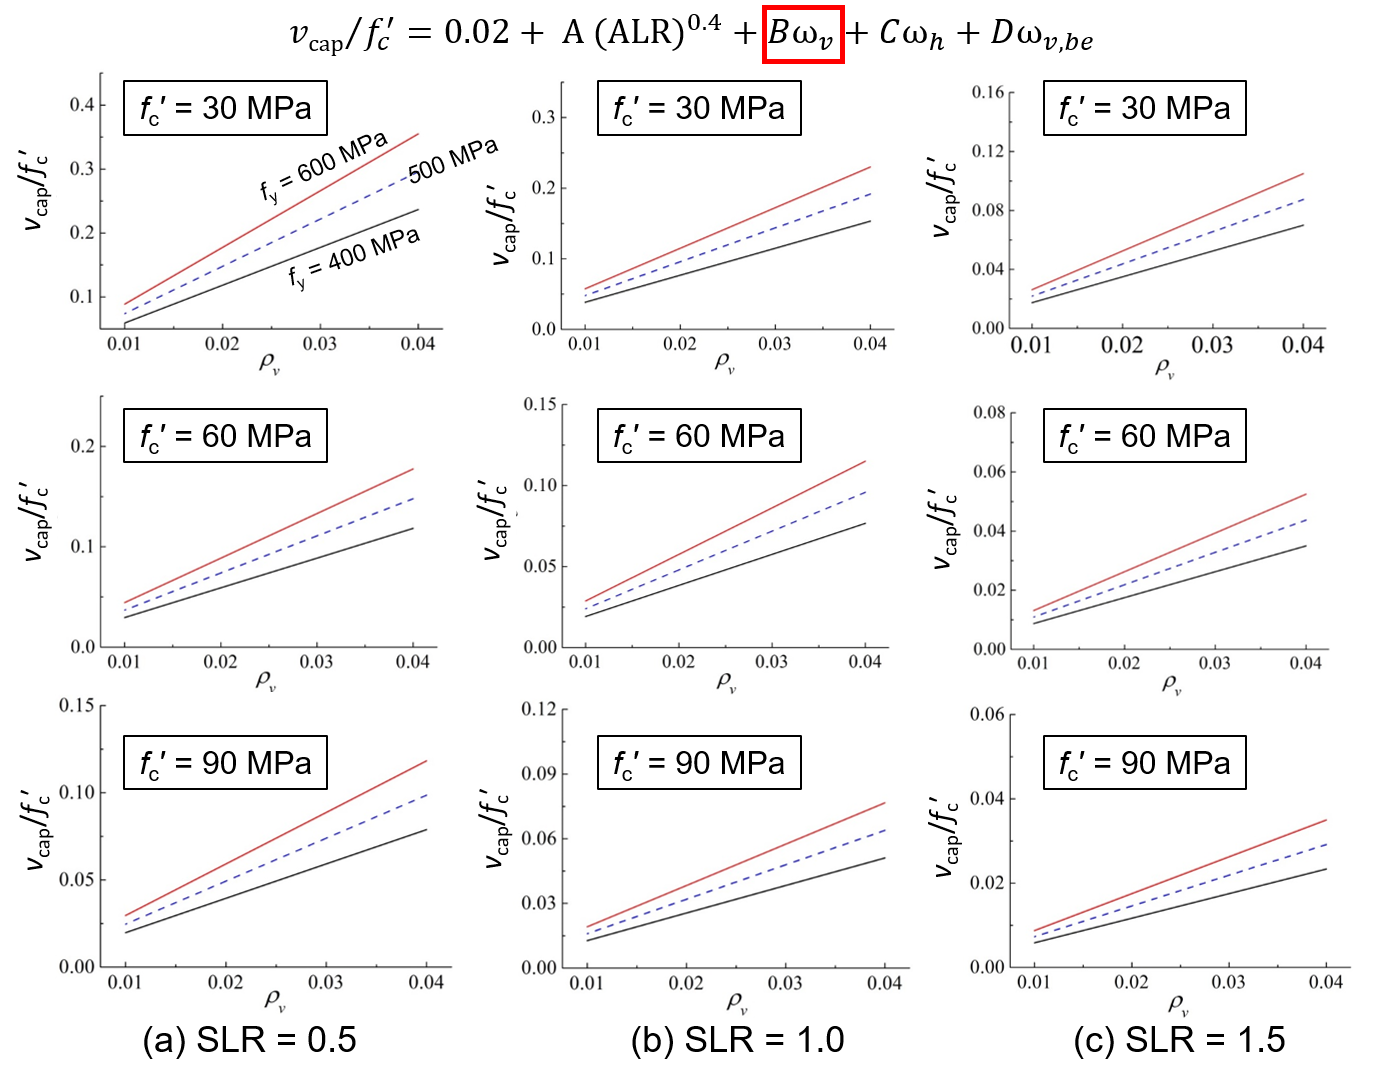 v_cap/f_c′ = 0.02 + A (ALR)^0.4 + Bω_v + Cω_h + Dω_v,be
f_c′ = 30 MPa
v_cap/f_c′
0.4
0.3
0.2
0.1
f_y = 600 MPa
500 MPa
f_y = 400 MPa
0.01 0.02 0.03 0.04
ρ_v
f_c′ = 30 MPa
v_cap/f_c′
0.3
0.2
0.1
0.0
0.01 0.02 0.03 0.04
ρ_v
f_c′ = 30 MPa
v_cap/f_c′
0.16
0.12
0.08
0.04
0.00
0.01 0.02 0.03 0.04
ρ_v
f_c′ = 60 MPa
v_cap/f_c′
0.2
0.1
0.0
0.01 0.02 0.03 0.04
ρ_v
f_c′ = 60 MPa
v_cap/f_c′
0.15
0.10
0.05
0.00
0.01 0.02 0.03 0.04
ρ_v
f_c′ = 60 MPa
v_cap/f_c′
0.08
0.06
0.04
0.02
0.00
0.01 0.02 0.03 0.04
ρ_v
f_c′ = 90 MPa
v_cap/f_c′
0.15
0.10
0.05
0.00
0.01 0.02 0.03 0.04
ρ_v
f_c′ = 90 MPa
v_cap/f_c′
0.12
0.09
0.06
0.03
0.00
0.01 0.02 0.03 0.04
ρ_v
f_c′ = 90 MPa
v_cap/f_c′
0.06
0.04
0.02
0.00
0.01 0.02 0.03 0.04
ρ_v
(a) SLR = 0.5
(b) SLR = 1.0
(c) SLR = 1.5